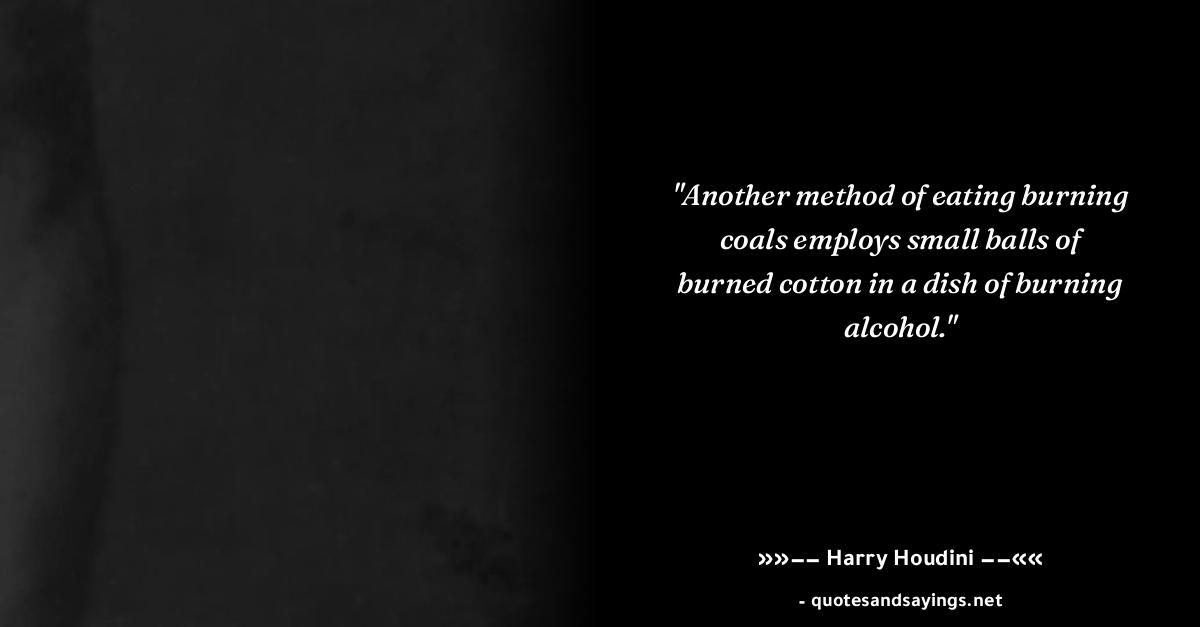 "Another method of eating burning
coals employs small balls of
burned cotton in a dish of burning
alcohol."
»»−− Harry Houdini −−««
- quotesandsayings.net